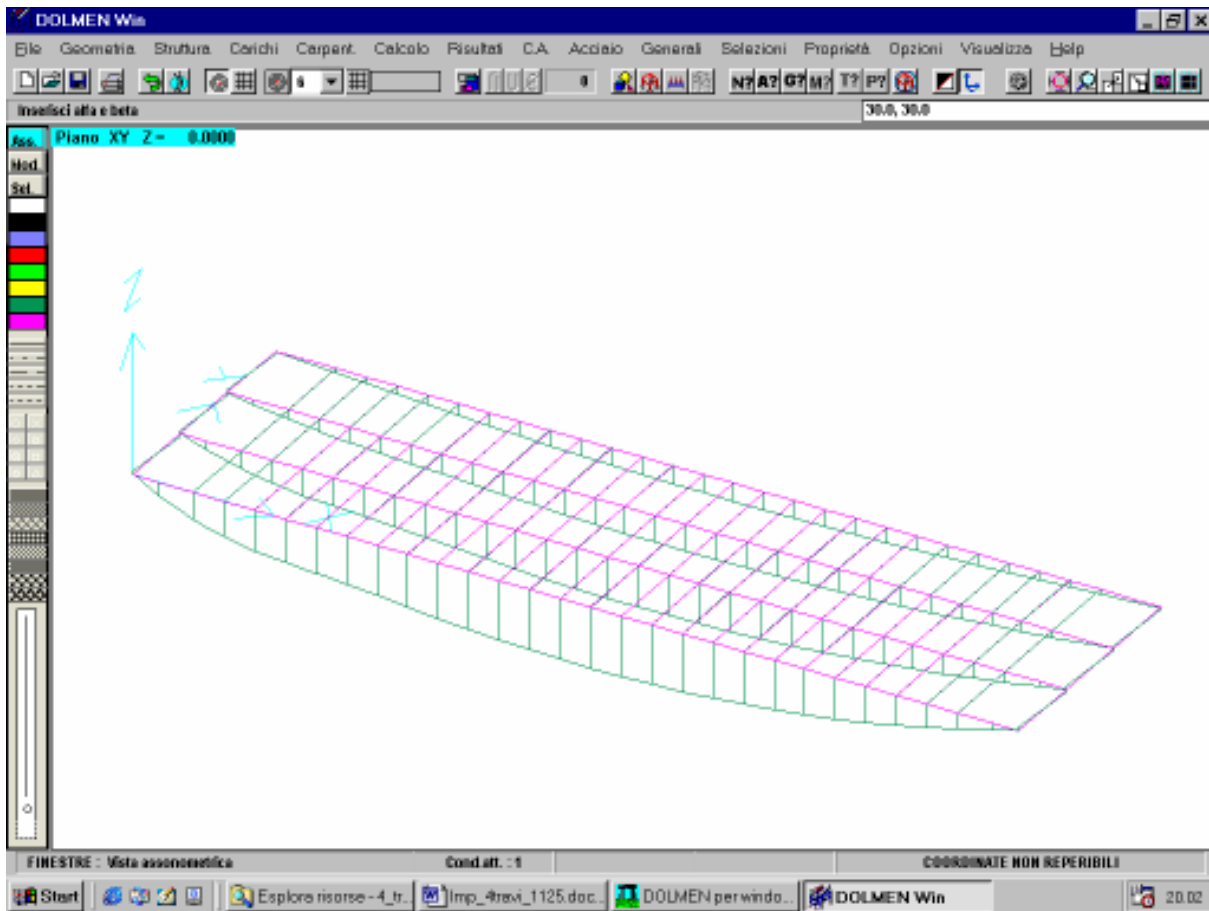 DOLMEN Win
File Geometria Struttura Carichi Carpent. Calcolo Risultati C.A. Acciaio Generali Selezioni Proprietà Opzioni Visualizza Help
6 0 N? A? G? M? T? P?
Inserisci alfa e beta 30.0, 30.0
Ass. Piano XY Z = 0.0000
Mod.
Sel.
Z
FINESTRE : Vista assonometrica Cond.att. : 1 COORDINATE NON REPERIBILI
Start Esplora risorse - 4_tr... Imp_4travi_1125.doc... DOLMEN per windo... DOLMEN Win 20.02